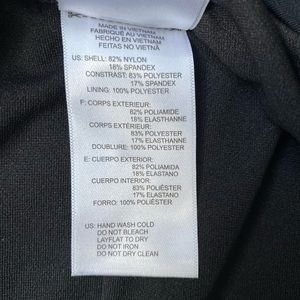 MADE IN VIETNAM
FABRIQUÉ AU VIETNAM
HECHO EN VIETNAM
FEITAS NO VIETNÃ
US: SHELL: 82% NYLON
18% SPANDEX
CONSTRAST: 83% POLYESTER
17% SPANDEX
LINING: 100% POLYESTER
F: CORPS EXTERIEUR:
82% POLIAMIDE
18% ELASTHANNE
CORPS EXTÉRIEUR:
83% POLYESTER
17% ELASTHANNE
DOUBLURE: 100% POLYESTER
E: CUERPO EXTERIOR:
82% POLIAMIDA
18% ELASTANO
CUERPO INTERIOR:
83% POLIÉSTER
17% ELASTANO
FORRO: 100% POLIÉSTER
US: HAND WASH COLD
DO NOT BLEACH
LAYFLAT TO DRY
DO NOT IRON
DO NOT DRY CLEAN